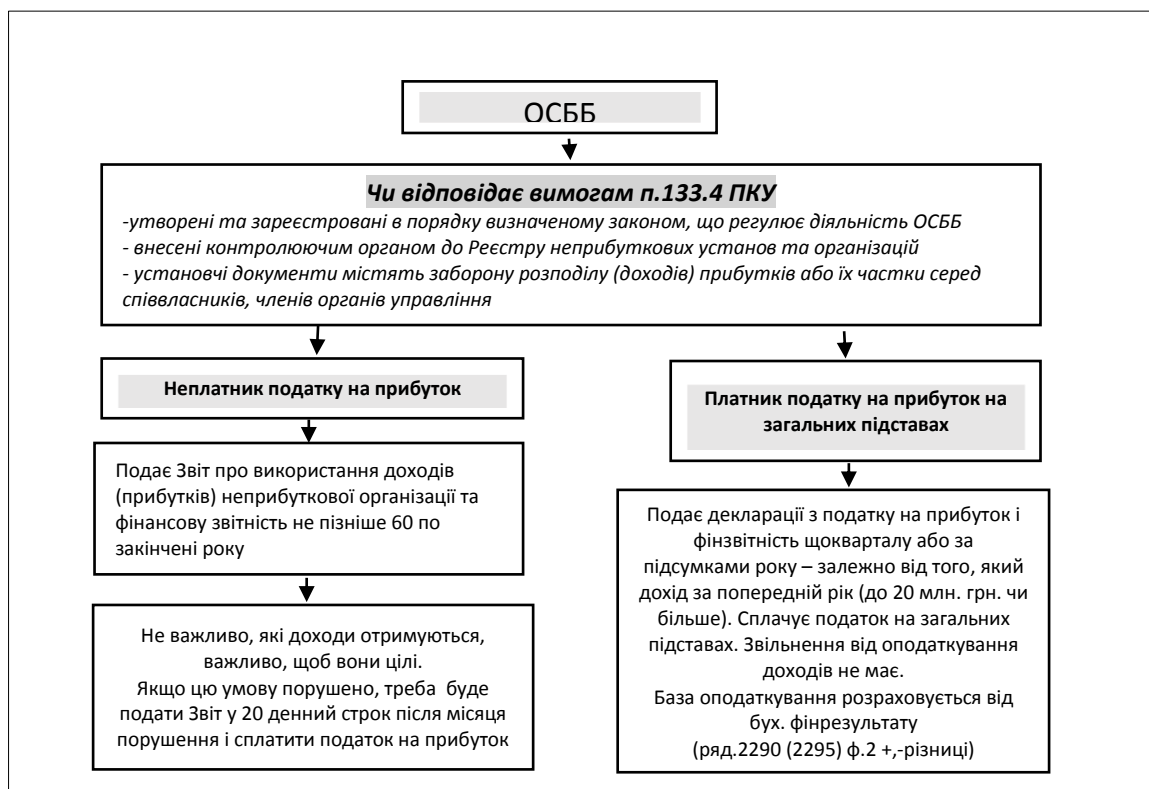 ОСББ
Чи відповідає вимогам п.133.4 ПКУ
-утворені та зареєстровані в порядку визначеному законом, що регулює діяльність ОСББ
- внесені контролюючим органом до Реєстру неприбуткових установ та організацій
- установчі документи містять заборону розподілу (доходів) прибутків або їх частки серед
співвласників, членів органів управління
Неплатник податку на прибуток
Подає Звіт про використання доходів
(прибутків) неприбуткової організації та
фінансову звітність не пізніше 60 по
закінчені року
Не важливо, які доходи отримуються,
важливо, щоб вони цілі.
Якщо цю умову порушено, треба  буде
подати Звіт у 20 денний строк після місяця
порушення і сплатити податок на прибуток
Платник податку на прибуток на
загальних підставах
Подає декларації з податку на прибуток і
фінзвітність щокварталу або за
підсумками року – залежно від того, який
дохід за попередній рік (до 20 млн. грн. чи
більше). Сплачує податок на загальних
підставах. Звільнення від оподаткування
доходів не має.
База оподаткування розраховується від
бух. фінрезультату
(ряд.2290 (2295) ф.2 +,-різниці)